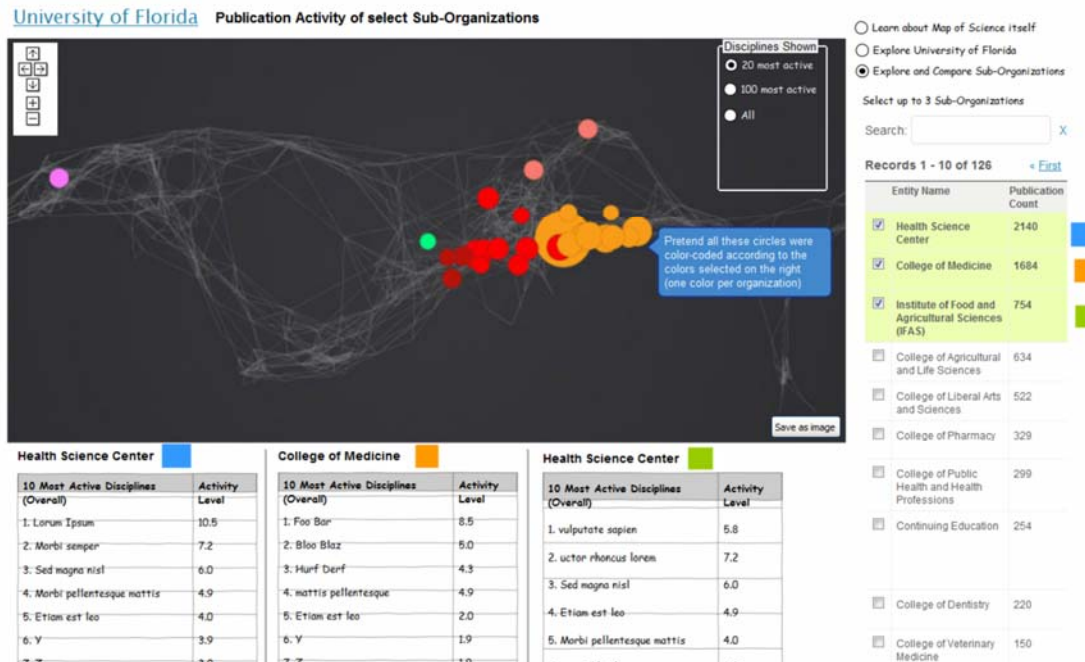 University of Florida Publication Activity of select Sub-Organizations
Disciplines Shown
20 most active
100 most active
All
Pretend all these circles were
color-coded according to the
colors selected on the right
(one color per organization)
Save as image
Learn about Map of Science itself
Explore University of Florida
Explore and Compare Sub-Organizations
Select up to 3 Sub-Organizations
Search: X
Records 1 - 10 of 126 « First
Entity Name Publication
Count
Health Science 2140
Center
College of Medicine 1684
Institute of Food and 754
Agricultural Sciences
(IFAS)
College of Agricultural 634
and Life Sciences
College of Liberal Arts 522
and Sciences
College of Pharmacy 329
College of Public 299
Health and Health
Professions
Continuing Education 254
College of Dentistry 220
College of Veterinary 150
Medicine
Health Science Center
10 Most Active Disciplines Activity
(Overall) Level
1. Lorum Ipsum 10.5
2. Morbi semper 7.2
3. Sed magna nisl 6.0
4. Morbi pellentesque mattis 4.9
5. Etiam est leo 4.0
6. Y 3.9
College of Medicine
10 Most Active Disciplines Activity
(Overall) Level
1. Foo Bar 8.5
2. Bloo Blaz 5.0
3. Hurf Derf 4.3
4. mattis pellentesque 4.9
5. Etiam est leo 2.0
6. Y 1.9
Health Science Center
10 Most Active Disciplines Activity
(Overall) Level
1. vulputate sapien 5.8
2. uctor rhoncus lorem 7.2
3. Sed magna nisl 6.0
4. Etiam est leo 4.9
5. Morbi pellentesque mattis 4.0